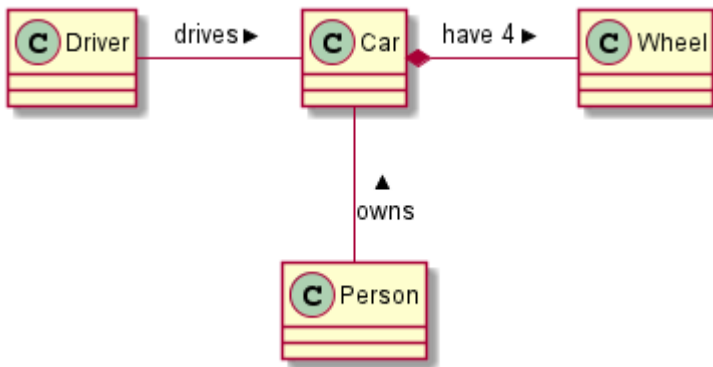 C Driver
drives ►
C Car
have 4 ►
C Wheel
▲
owns
C Person